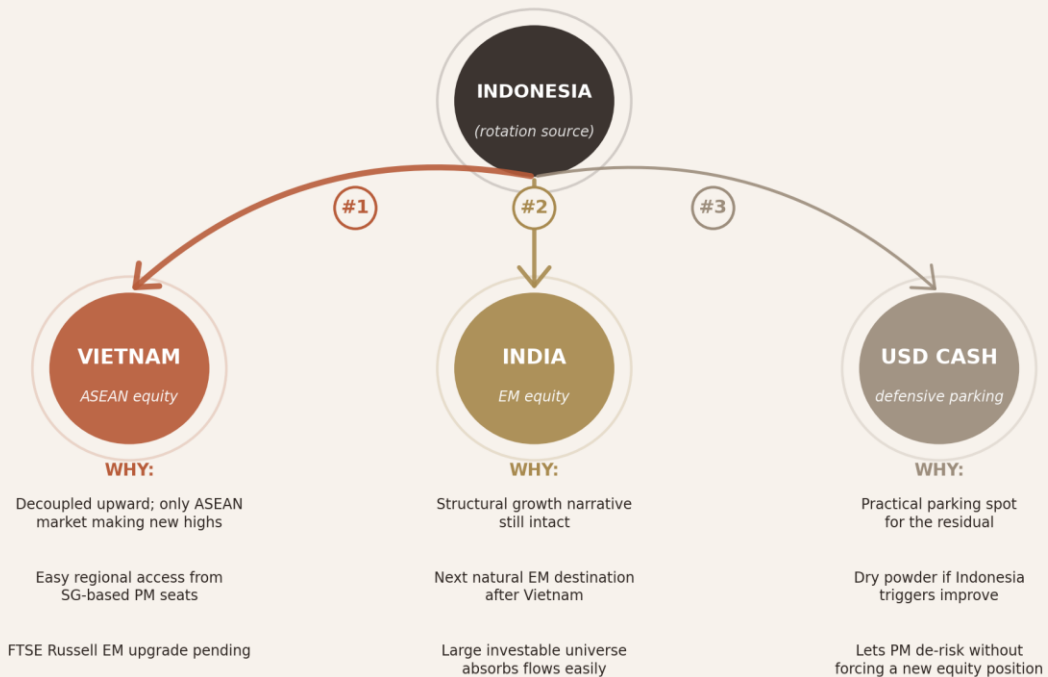 INDONESIA
(rotation source)
#1
#2
#3
VIETNAM
ASEAN equity
INDIA
EM equity
USD CASH
defensive parking
WHY:
Decoupled upward; only ASEAN
market making new highs
Easy regional access from
SG-based PM seats
FTSE Russell EM upgrade pending
WHY:
Structural growth narrative
still intact
Next natural EM destination
after Vietnam
Large investable universe
absorbs flows easily
WHY:
Practical parking spot
for the residual
Dry powder if Indonesia
triggers improve
Lets PM de-risk without
forcing a new equity position